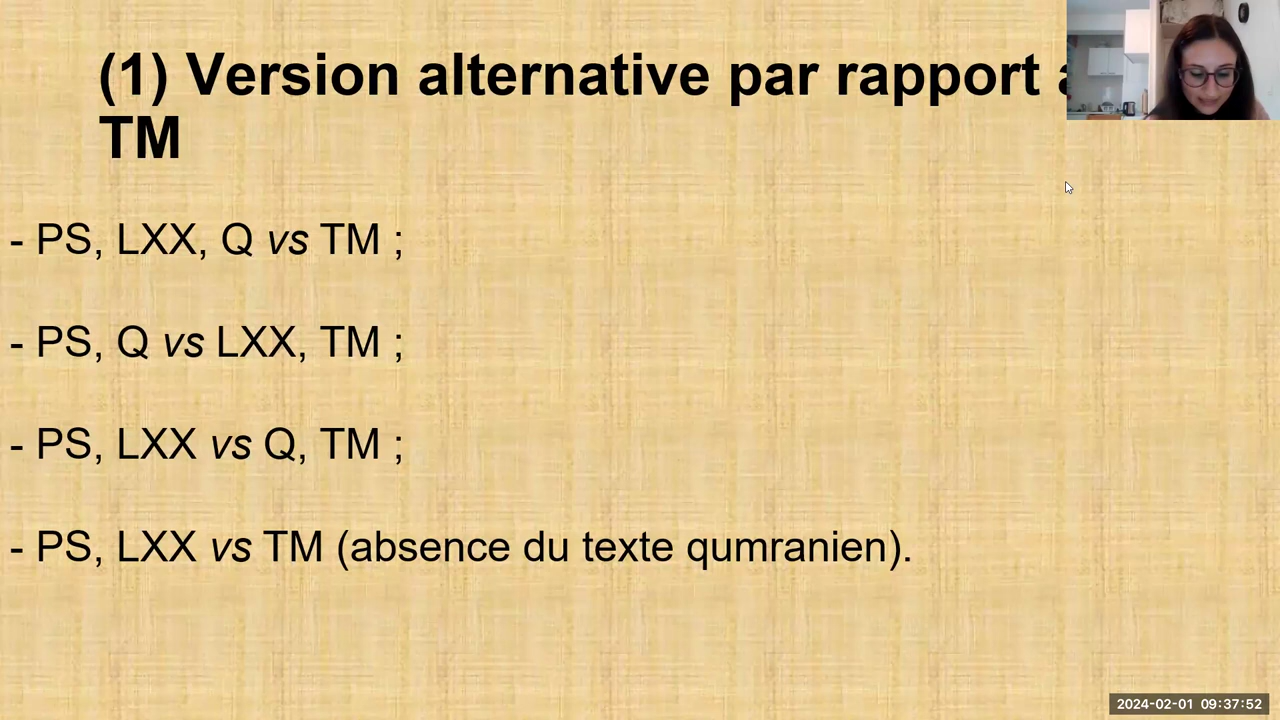 (1) Version alternative par rapport
TM
- PS, LXX, Q vs TM ;
- PS, Q vs LXX, TM ;
- PS, LXX vs Q, TM ;
- PS, LXX vs TM (absence du texte qumranien).
2024-02-01 09:37:52